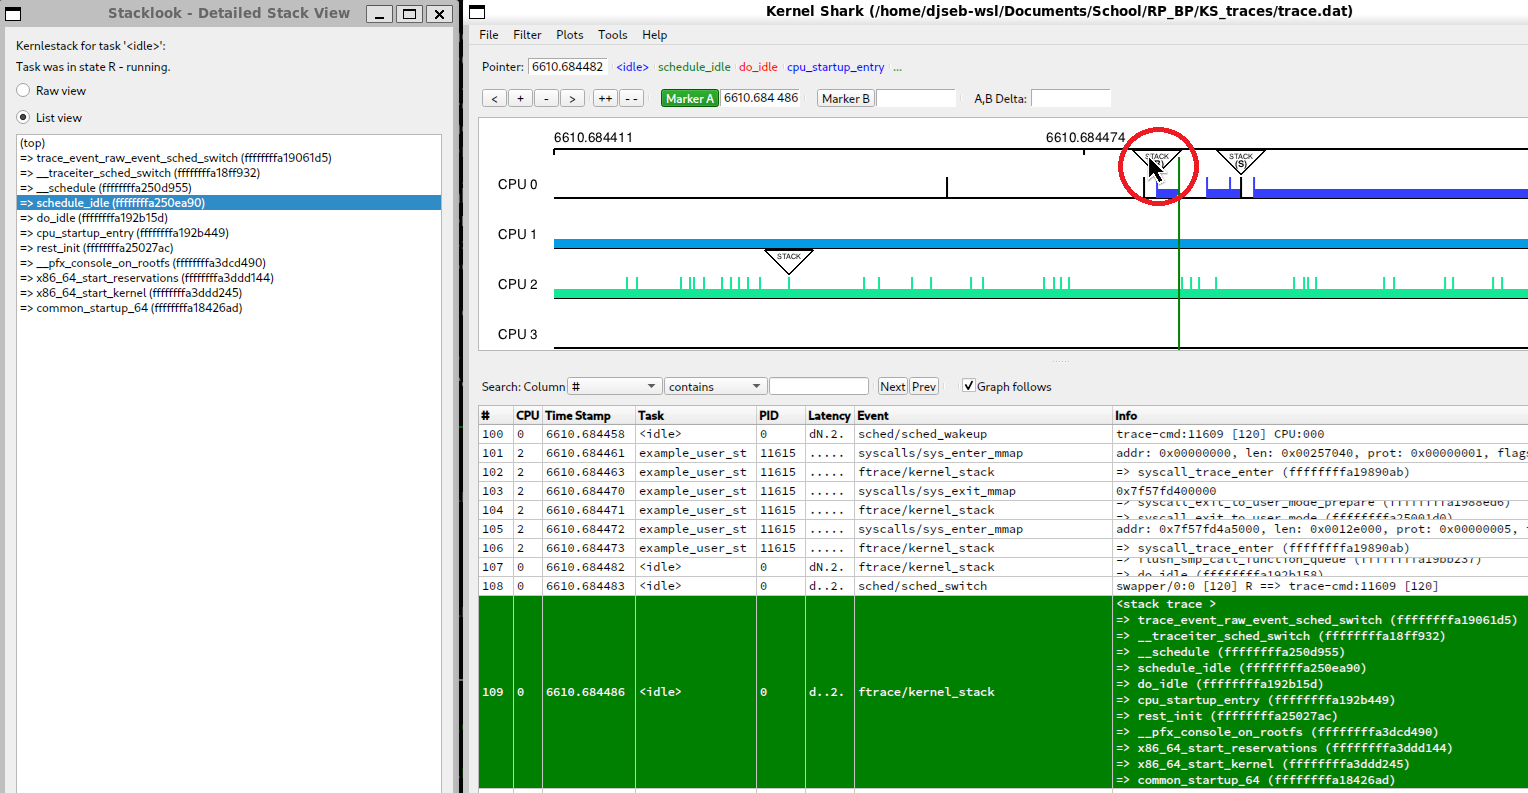 Stacklook - Detailed Stack View
Kernlestack for task '<idle>':
Task was in state R - running.
Raw view
List view
(top)
=> trace_event_raw_event_sched_switch (ffffffffa19061d5)
=> __traceiter_sched_switch (ffffffffa18ff932)
=> __schedule (ffffffffa250d955)
=> schedule_idle (ffffffffa250ea90)
=> do_idle (ffffffffa192b15d)
=> cpu_startup_entry (ffffffffa192b449)
=> rest_init (ffffffffa25027ac)
=> __pfx_console_on_rootfs (ffffffffa3dcd490)
=> x86_64_start_reservations (ffffffffa3ddd144)
=> x86_64_start_kernel (ffffffffa3ddd245)
=> common_startup_64 (ffffffffa18426ad)
Kernel Shark (/home/djseb-wsl/Documents/School/RP_BP/KS_traces/trace.dat)
File Filter Plots Tools Help
Pointer: 6610.684482 <idle> schedule_idle do_idle cpu_startup_entry ...
< + - > ++ -- Marker A 6610.684 486 Marker B A,B Delta:
6610.684411 6610.684474
STACK STACK
(S)
CPU 0
CPU 1
STACK
CPU 2
CPU 3
Search: Column # contains Next Prev Graph follows
# CPU Time Stamp Task PID Latency Event Info
100 0 6610.684458 <idle> 0 dN.2. sched/sched_wakeup trace-cmd:11609 [120] CPU:000
101 2 6610.684461 example_user_st 11615 ..... syscalls/sys_enter_mmap addr: 0x00000000, len: 0x00257040, prot: 0x00000001, flags
102 2 6610.684463 example_user_st 11615 ..... ftrace/kernel_stack => syscall_trace_enter (ffffffffa19890ab)
103 2 6610.684470 example_user_st 11615 ..... syscalls/sys_exit_mmap 0x7f57fd400000
104 2 6610.684471 example_user_st 11615 ..... ftrace/kernel_stack => syscall_exit_to_user_mode_prepare (ffffffffa1988ed6)
=> syscall_exit_to_user_mode (ffffffffa25001d0)
105 2 6610.684472 example_user_st 11615 ..... syscalls/sys_enter_mmap addr: 0x7f57fd4a5000, len: 0x0012e000, prot: 0x00000005,
106 2 6610.684473 example_user_st 11615 ..... ftrace/kernel_stack => syscall_trace_enter (ffffffffa19890ab)
107 0 6610.684482 <idle> 0 dN.2. ftrace/kernel_stack => flush_smp_call_function_queue (ffffffffa19bb237)
=> do_idle (ffffffffa192b158)
108 0 6610.684483 <idle> 0 d..2. sched/sched_switch swapper/0:0 [120] R ==> trace-cmd:11609 [120]
109 0 6610.684486 <idle> 0 d..2. ftrace/kernel_stack <stack trace >
=> trace_event_raw_event_sched_switch (ffffffffa19061d5)
=> __traceiter_sched_switch (ffffffffa18ff932)
=> __schedule (ffffffffa250d955)
=> schedule_idle (ffffffffa250ea90)
=> do_idle (ffffffffa192b15d)
=> cpu_startup_entry (ffffffffa192b449)
=> rest_init (ffffffffa25027ac)
=> __pfx_console_on_rootfs (ffffffffa3dcd490)
=> x86_64_start_reservations (ffffffffa3ddd144)
=> x86_64_start_kernel (ffffffffa3ddd245)
=> common_startup_64 (ffffffffa18426ad)